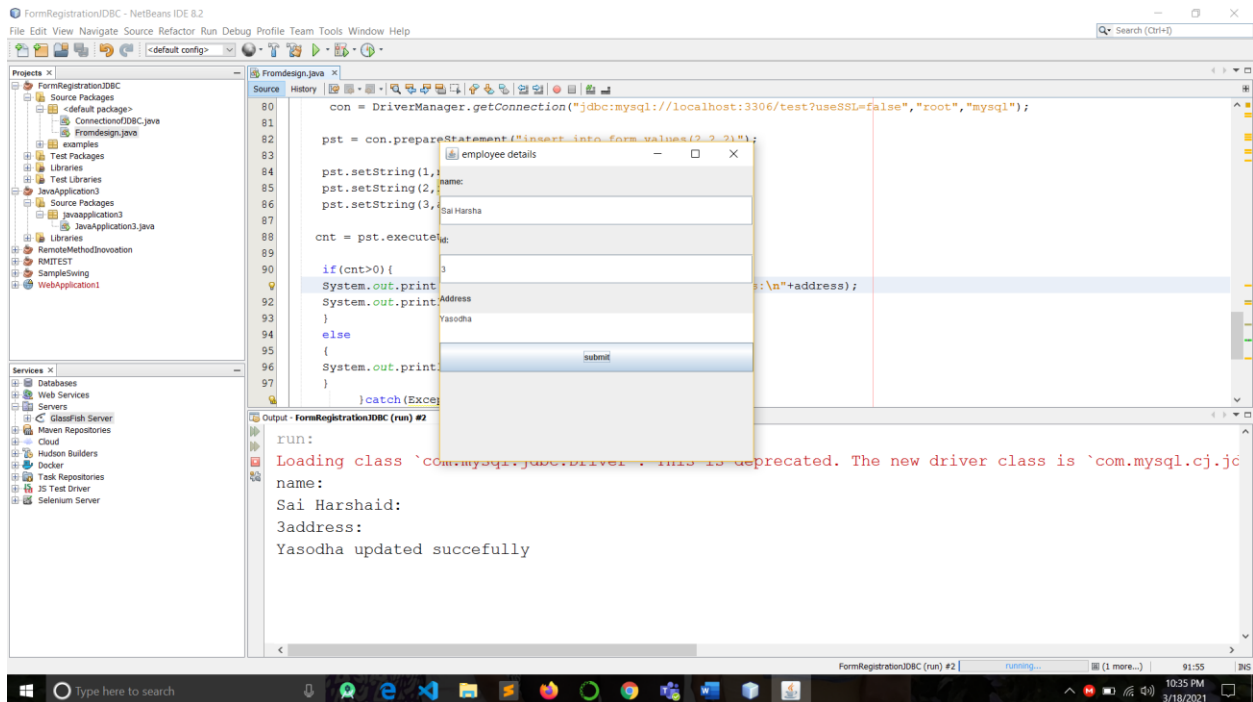 FormRegistrationJDBC - NetBeans IDE 8.2
File Edit View Navigate Source Refactor Run Debug Profile Team Tools Window Help
Search (Ctrl+I)
<default config>
Projects
FormRegistrationJDBC
Source Packages
<default package>
ConnectionofJDBC.java
Fromdesign.java
examples
Test Packages
Libraries
Test Libraries
JavaApplication3
Source Packages
javaapplication3
JavaApplication3.java
Libraries
RemoteMethodInovoation
RMITEST
SampleSwing
WebApplication1
Services
Databases
Web Services
Servers
GlassFish Server
Maven Repositories
Cloud
Hudson Builders
Docker
Task Repositories
JS Test Driver
Selenium Server
Fromdesign.java
Source History
80 con = DriverManager.getConnection("jdbc:mysql://localhost:3306/test?useSSL=false","root","mysql");
81
82 pst = con.prepareStatement("insert into form values(?,?,?)");
83
84 pst.setString(1,
85 pst.setString(2,
86 pst.setString(3,
87
88 cnt = pst.execute
89
90 if(cnt>0){
System.out.print s:\n"+address);
92 System.out.print
93 }
94 else
95 {
96 System.out.print
97 }
}catch(Excep
employee details
name:
Sai Harsha
id:
3
Address
Yasodha
submit
Output - FormRegistrationJDBC (run) #2
run:
Loading class `com.mysql.jdbc.Driver'. This is deprecated. The new driver class is `com.mysql.cj.jd
name:
Sai Harshaid:
3address:
Yasodha updated succefully
FormRegistrationJDBC (run) #2 running... (1 more...) 91:55 INS
Type here to search
10:35 PM
3/18/2021